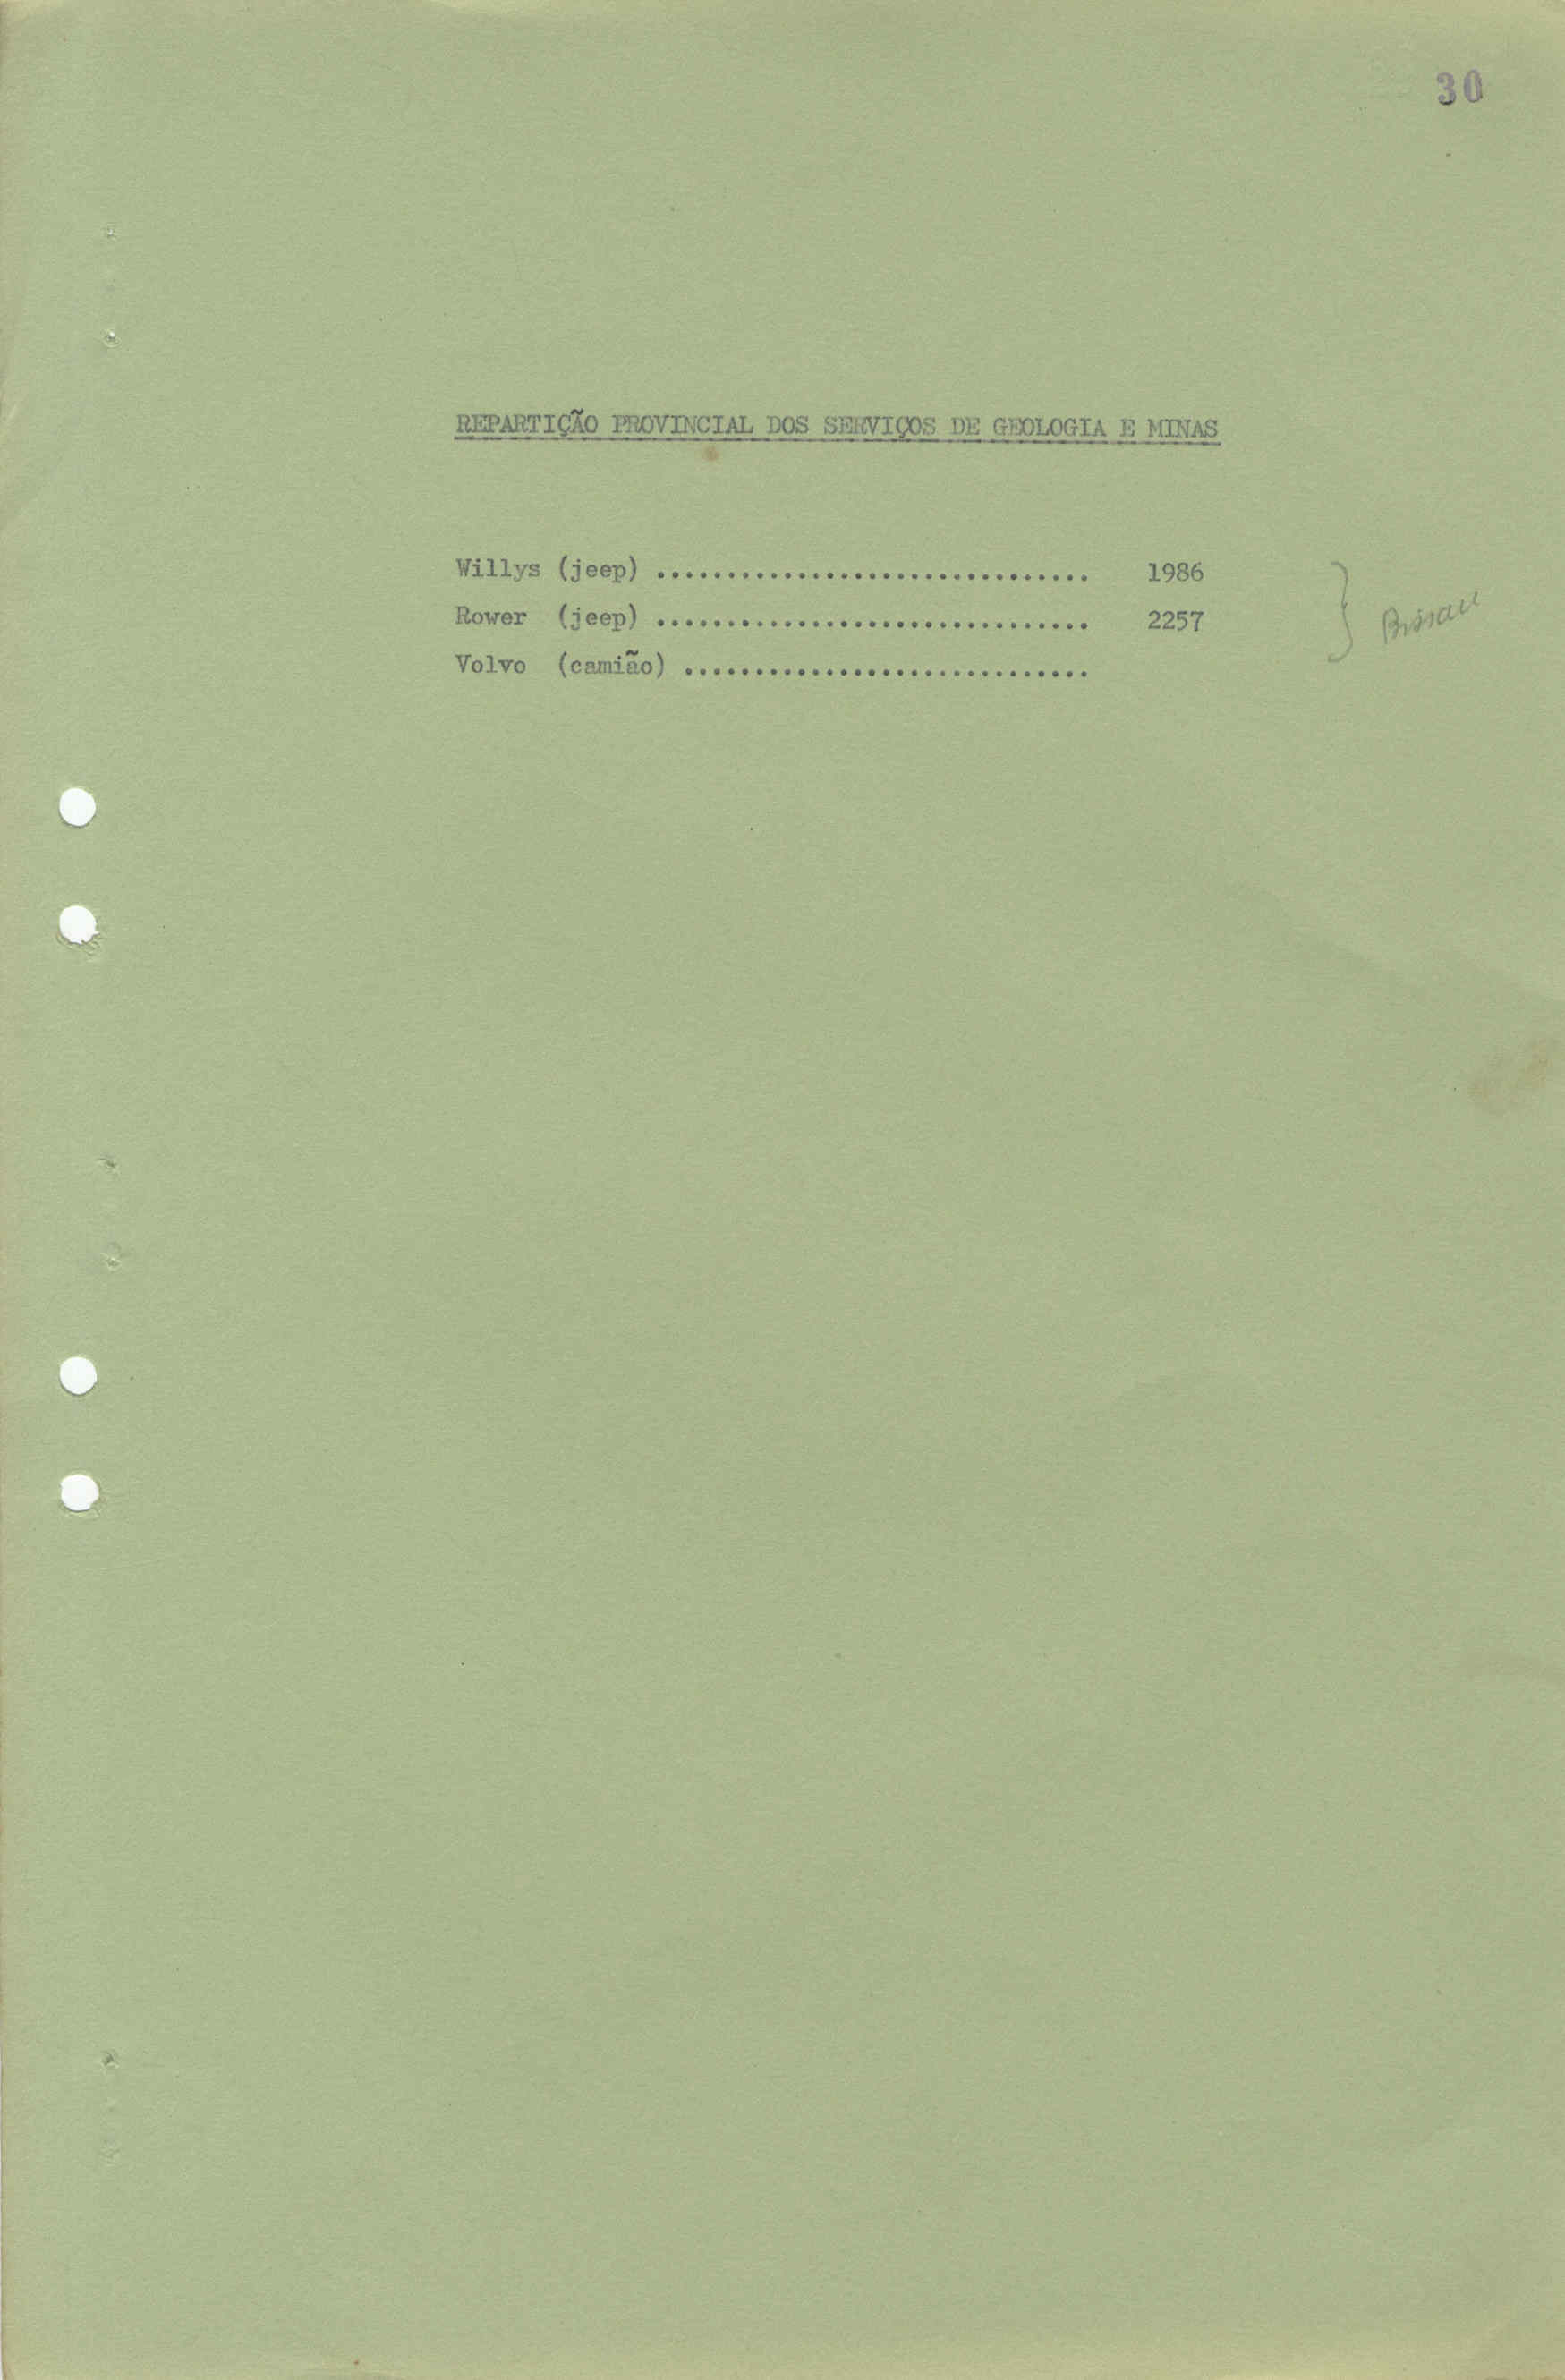 30
REPARTIÇÃO PROVINCIAL DOS SERVIÇOS DE GEOLOGIA E MINAS
Willys (jeep) ............................... 1986
Rower (jeep) ............................... 2257
Volvo (camião) .............................
Bissau